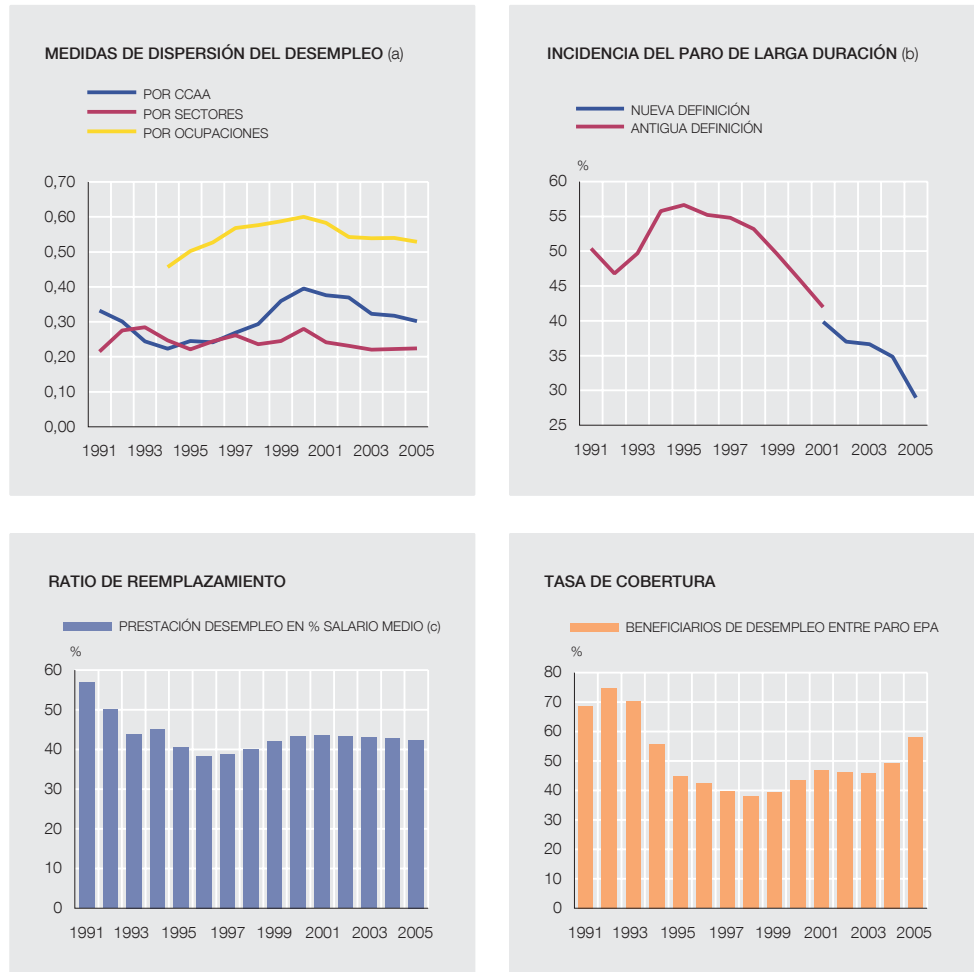 MEDIDAS DE DISPERSIÓN DEL DESEMPLEO (a)
POR CCAA
POR SECTORES
POR OCUPACIONES
0,70
0,60
0,50
0,40
0,30
0,20
0,10
0,00
1991 1993 1995 1997 1999 2001 2003 2005
INCIDENCIA DEL PARO DE LARGA DURACIÓN (b)
NUEVA DEFINICIÓN
ANTIGUA DEFINICIÓN
%
60
55
50
45
40
35
30
25
1991 1993 1995 1997 1999 2001 2003 2005
RATIO DE REEMPLAZAMIENTO
PRESTACIÓN DESEMPLEO EN % SALARIO MEDIO (c)
%
60
50
40
30
20
10
0
1991 1993 1995 1997 1999 2001 2003 2005
TASA DE COBERTURA
BENEFICIARIOS DE DESEMPLEO ENTRE PARO EPA
%
80
70
60
50
40
30
20
10
0
1991 1993 1995 1997 1999 2001 2003 2005